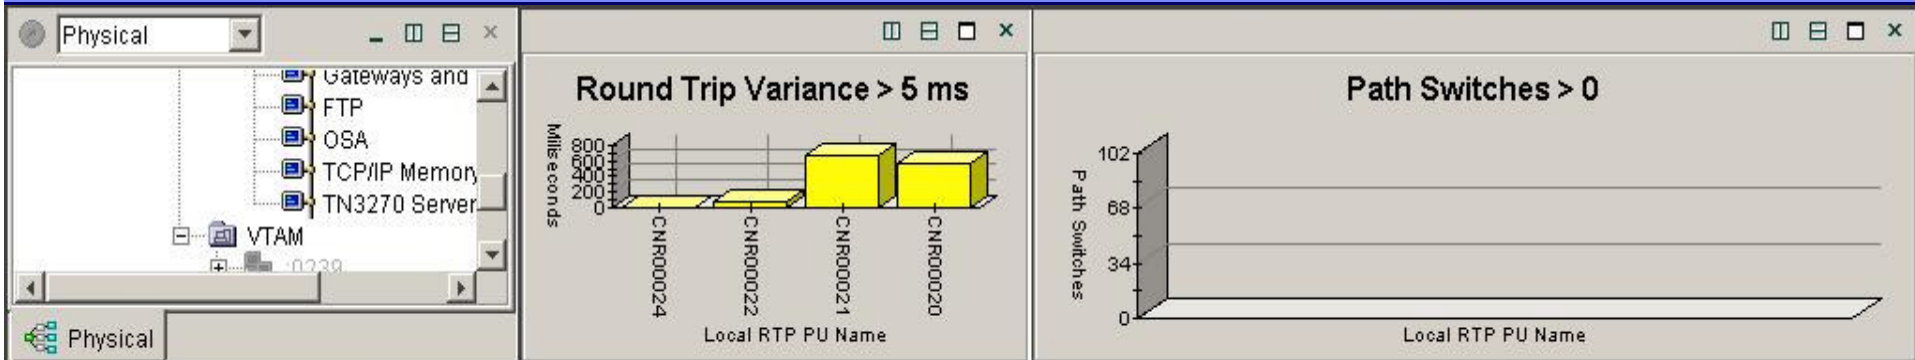 Physical
Gateways and
FTP
OSA
TCP/IP Memory
TN3270 Server
VTAM
:0239
Physical
Round Trip Variance > 5 ms
Milliseconds
800
600
400
200
0
CNR00024
CNR00022
CNR00021
CNR00020
Local RTP PU Name
Path Switches > 0
Path Switches
102
68
34
0
Local RTP PU Name